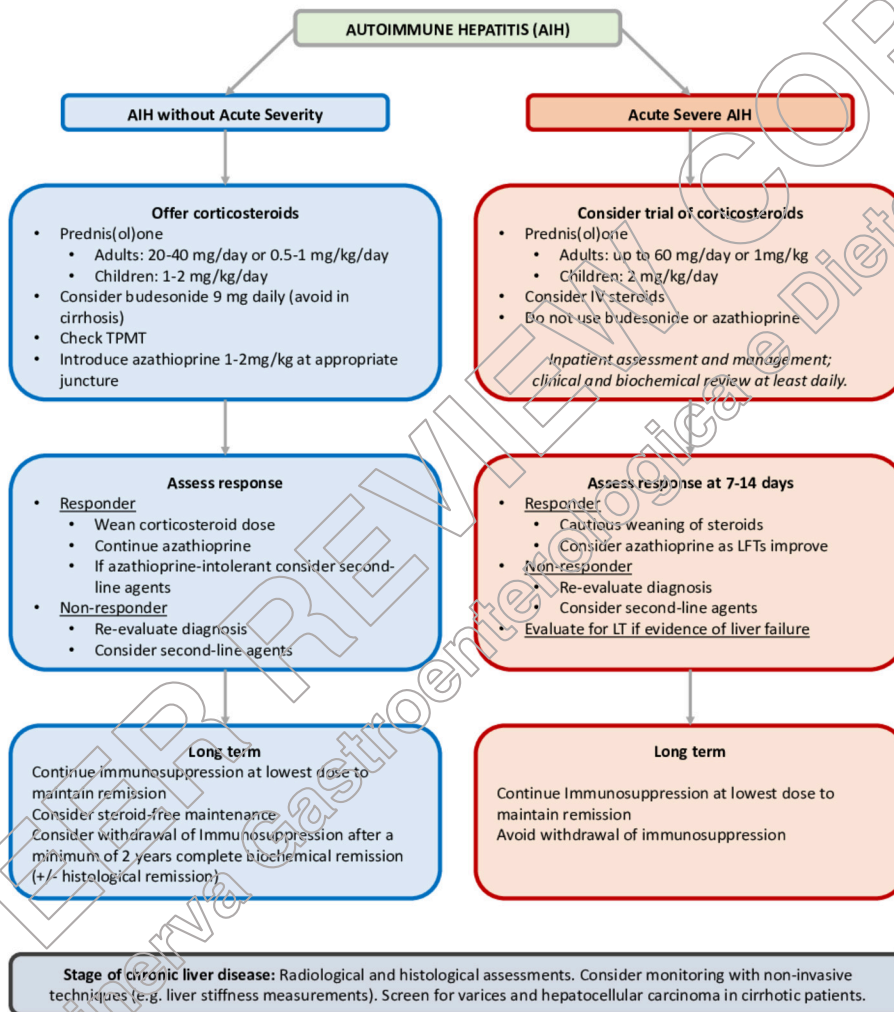 AUTOIMMUNE HEPATITIS (AIH)
AIH without Acute Severity
Offer corticosteroids
• Prednis(ol)one
• Adults: 20-40 mg/day or 0.5-1 mg/kg/day
• Children: 1-2 mg/kg/day
• Consider budesonide 9 mg daily (avoid in
cirrhosis)
• Check TPMT
• Introduce azathioprine 1-2mg/kg at appropriate
juncture
Assess response
• Responder
• Wean corticosteroid dose
• Continue azathioprine
• If azathioprine-intolerant consider second-
line agents
• Non-responder
• Re-evaluate diagnosis
• Consider second-line agents
Long term
Continue immunosuppression at lowest dose to
maintain remission
Consider steroid-free maintenance
Consider withdrawal of Immunosuppression after a
minimum of 2 years complete biochemical remission
(+/- histological remission)
Acute Severe AIH
Consider trial of corticosteroids
• Prednis(ol)one
• Adults: up to 60 mg/day or 1mg/kg
• Children: 2 mg/kg/day
• Consider IV steroids
• Do not use budesonide or azathioprine
Inpatient assessment and management;
clinical and biochemical review at least daily.
Assess response at 7-14 days
• Responder
• Cautious weaning of steroids
• Consider azathioprine as LFTs improve
• Non-responder
• Re-evaluate diagnosis
• Consider second-line agents
• Evaluate for LT if evidence of liver failure
Long term
Continue Immunosuppression at lowest dose to
maintain remission
Avoid withdrawal of immunosuppression
Stage of chronic liver disease: Radiological and histological assessments. Consider monitoring with non-invasive
techniques (e.g. liver stiffness measurements). Screen for varices and hepatocellular carcinoma in cirrhotic patients.
REVIEW
Gastroenterologica e